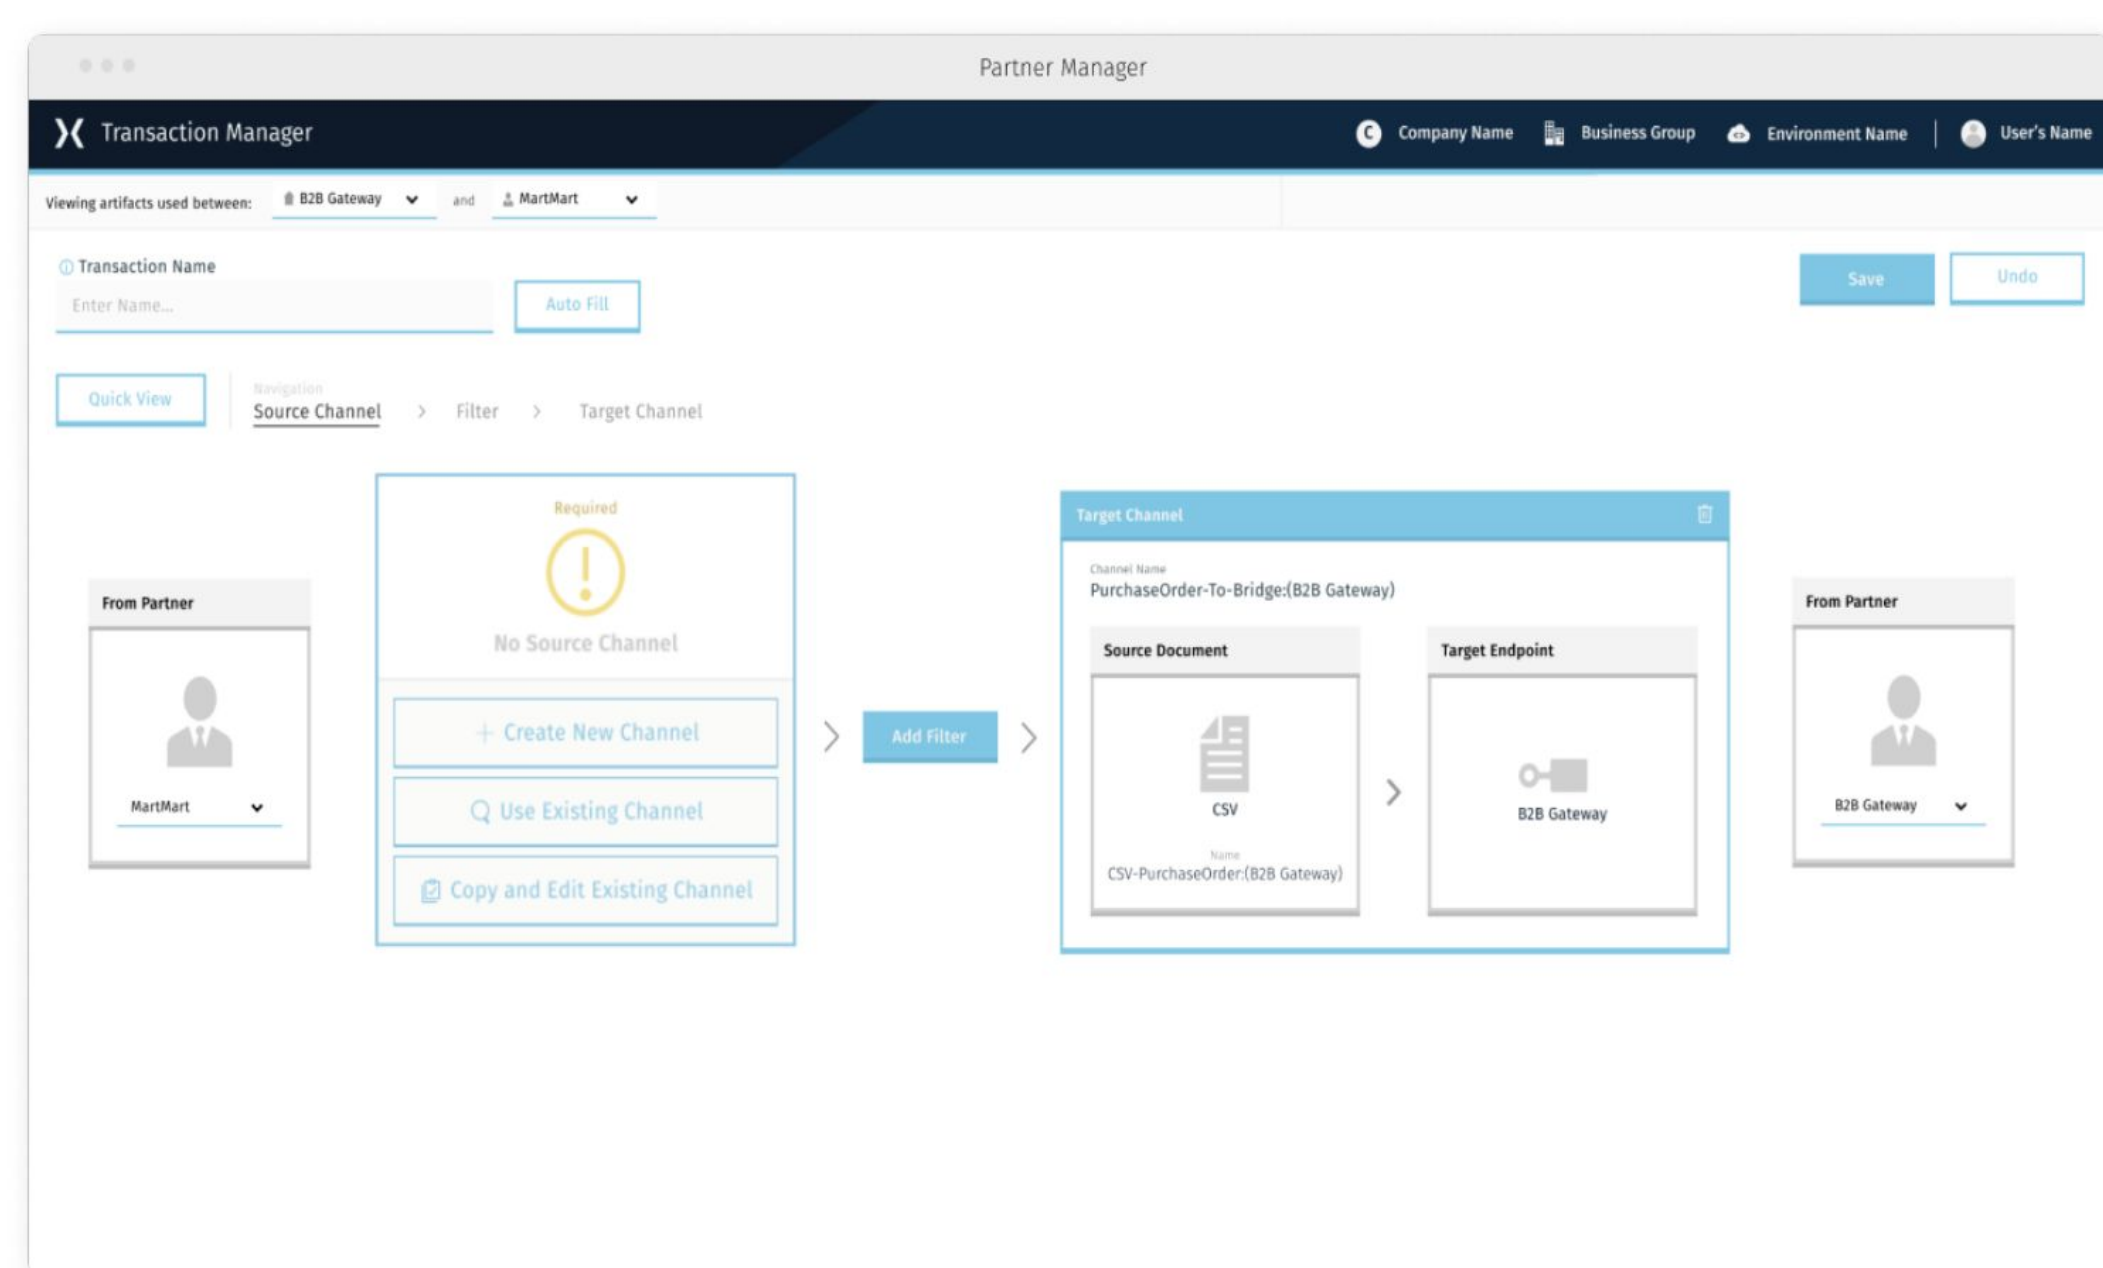 Partner Manager
Transaction Manager
C Company Name Business Group Environment Name User's Name
Viewing artifacts used between: B2B Gateway and MartMart
Transaction Name
Enter Name...
Auto Fill
Save
Undo
Quick View
Navigation
Source Channel > Filter > Target Channel
From Partner
MartMart
Required
No Source Channel
+ Create New Channel
Use Existing Channel
Copy and Edit Existing Channel
Add Filter
Target Channel
Channel Name
PurchaseOrder-To-Bridge:(B2B Gateway)
Source Document
CSV
Name
CSV-PurchaseOrder:(B2B Gateway)
Target Endpoint
B2B Gateway
From Partner
B2B Gateway